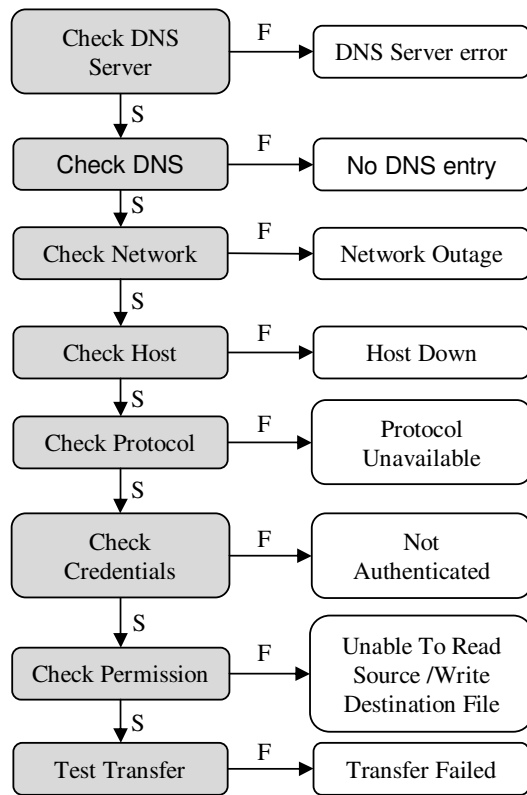 Check DNS
Server
F
DNS Server error
S
Check DNS
F
No DNS entry
S
Check Network
F
Network Outage
S
Check Host
F
Host Down
S
Check Protocol
F
Protocol
Unavailable
S
Check
Credentials
F
Not
Authenticated
S
Check Permission
F
Unable To Read
Source /Write
Destination File
S
Test Transfer
F
Transfer Failed